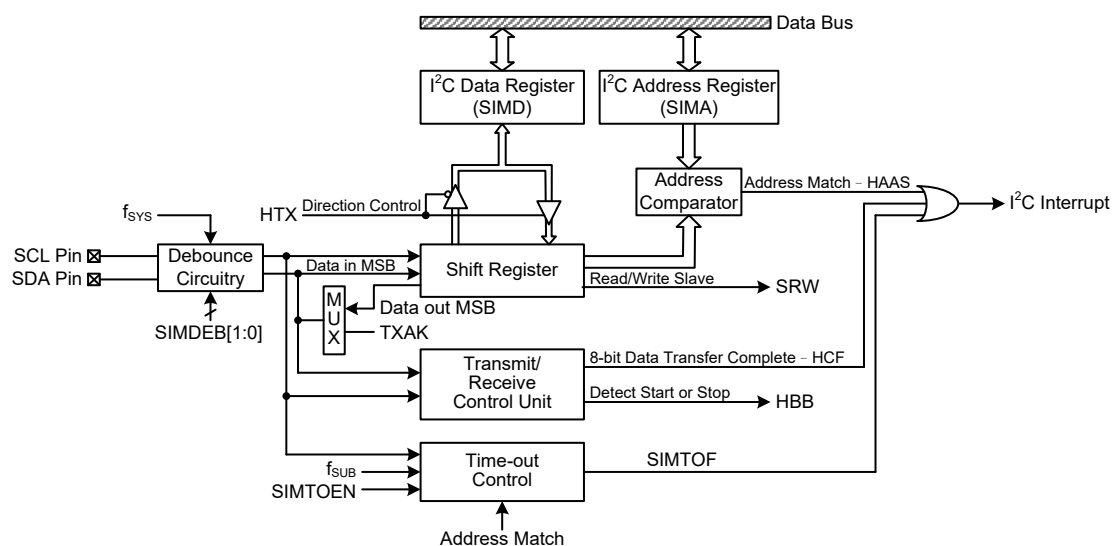 Data Bus
I²C Data Register
(SIMD)
I²C Address Register
(SIMA)
Address
Comparator
Address Match - HAAS
I²C Interrupt
HTX
Direction Control
fSYS
SCL Pin
SDA Pin
Debounce
Circuitry
Data in MSB
Shift Register
Read/Write Slave
SRW
SIMDEB[1:0]
M
U
X
Data out MSB
TXAK
Transmit/
Receive
Control Unit
8-bit Data Transfer Complete - HCF
Detect Start or Stop
HBB
fSUB
SIMTOEN
Time-out
Control
SIMTOF
Address Match